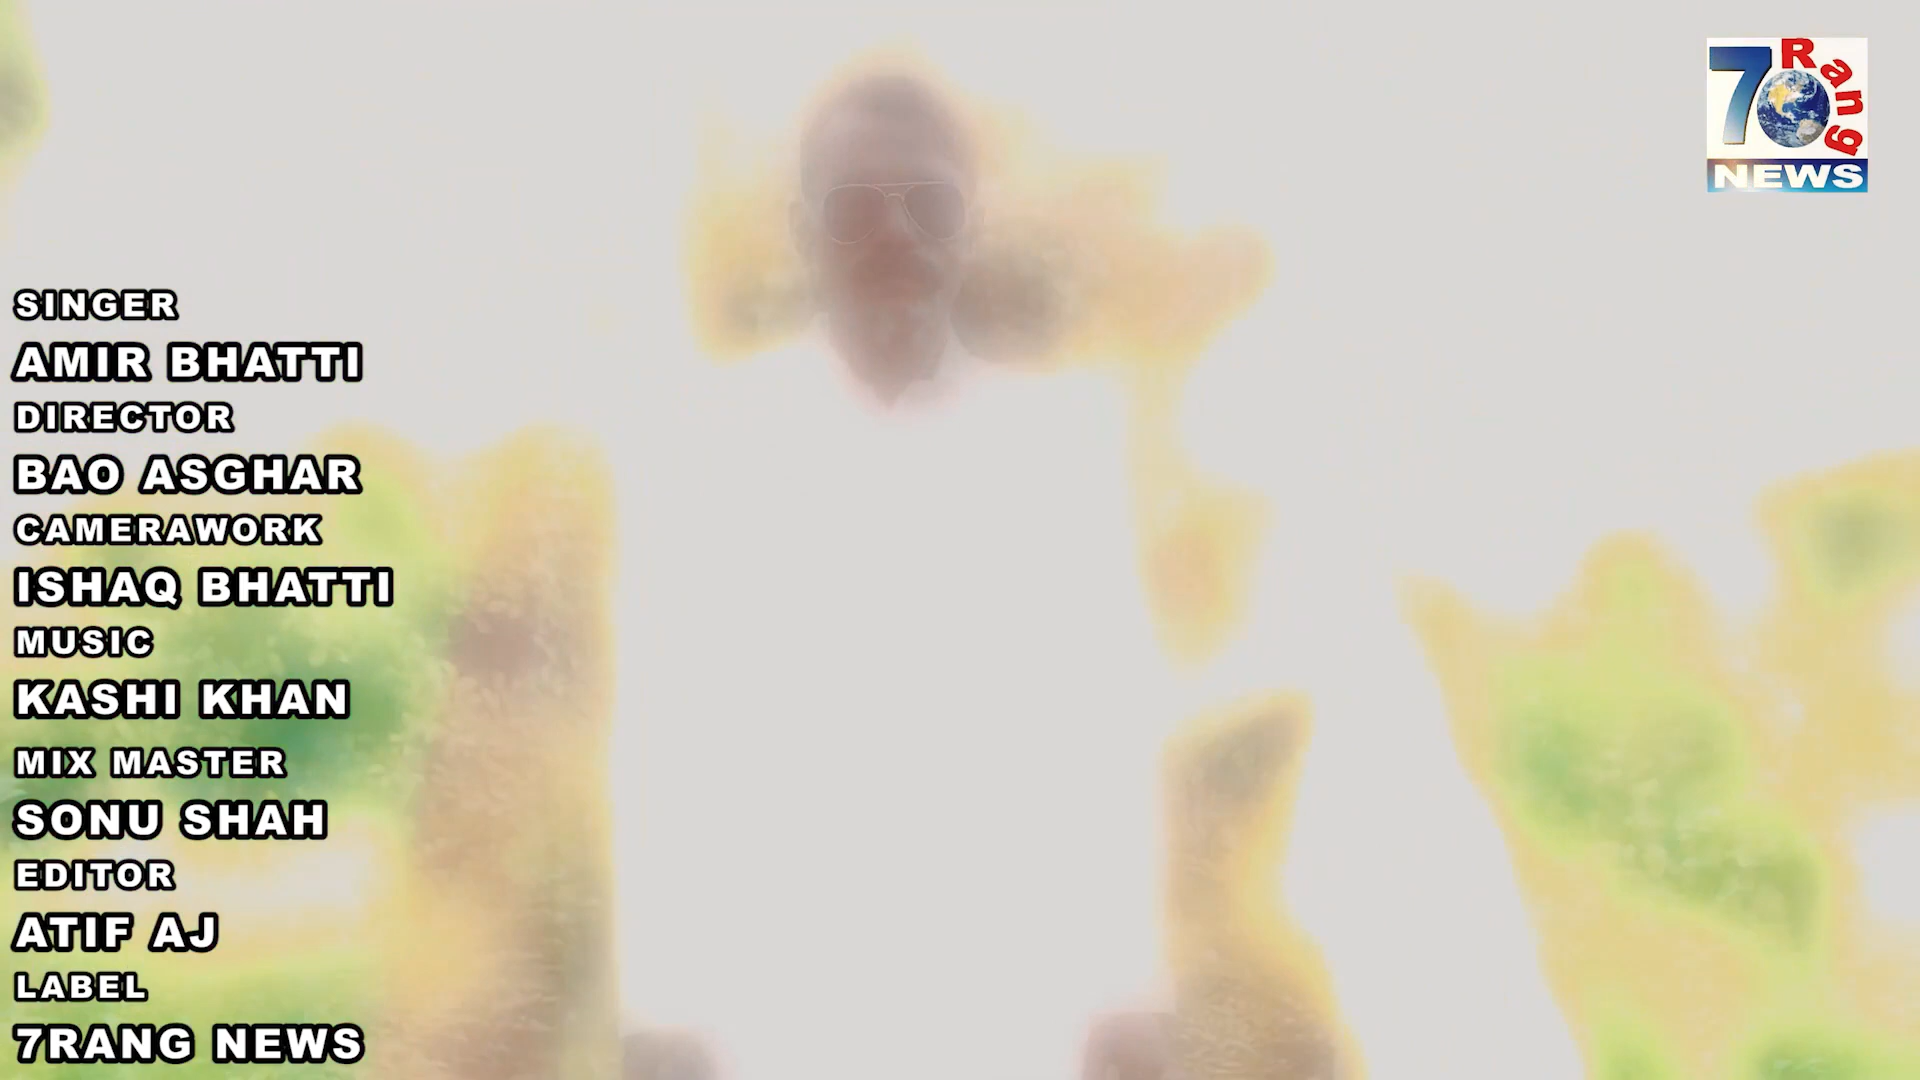 7 Rang
NEWS
SINGER
AMIR BHATTI
DIRECTOR
BAO ASGHAR
CAMERAWORK
ISHAQ BHATTI
MUSIC
KASHI KHAN
MIX MASTER
SONU SHAH
EDITOR
ATIF AJ
LABEL
7RANG NEWS